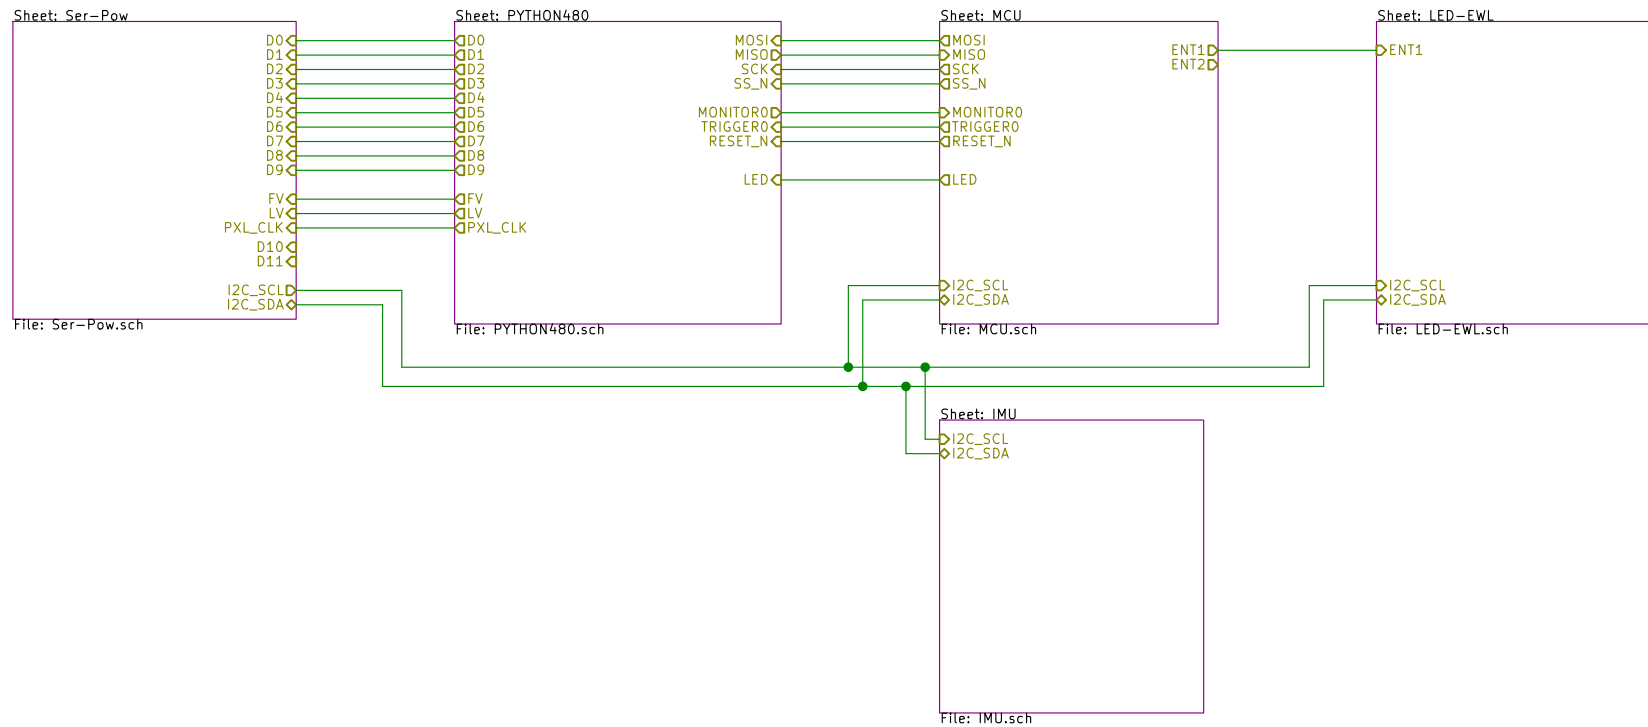 Sheet: Ser-Pow
D0
D1
D2
D3
D4
D5
D6
D7
D8
D9
FV
LV
PXL_CLK
D10
D11
I2C_SCL
I2C_SDA
File: Ser-Pow.sch
Sheet: PYTHON480
D0
D1
D2
D3
D4
D5
D6
D7
D8
D9
FV
LV
PXL_CLK
MOSI
MISO
SCK
SS_N
MONITOR0
TRIGGER0
RESET_N
LED
File: PYTHON480.sch
Sheet: MCU
MOSI
MISO
SCK
SS_N
MONITOR0
TRIGGER0
RESET_N
LED
I2C_SCL
I2C_SDA
ENT1
ENT2
File: MCU.sch
Sheet: LED-EWL
ENT1
I2C_SCL
I2C_SDA
File: LED-EWL.sch
Sheet: IMU
I2C_SCL
I2C_SDA
File: IMU.sch